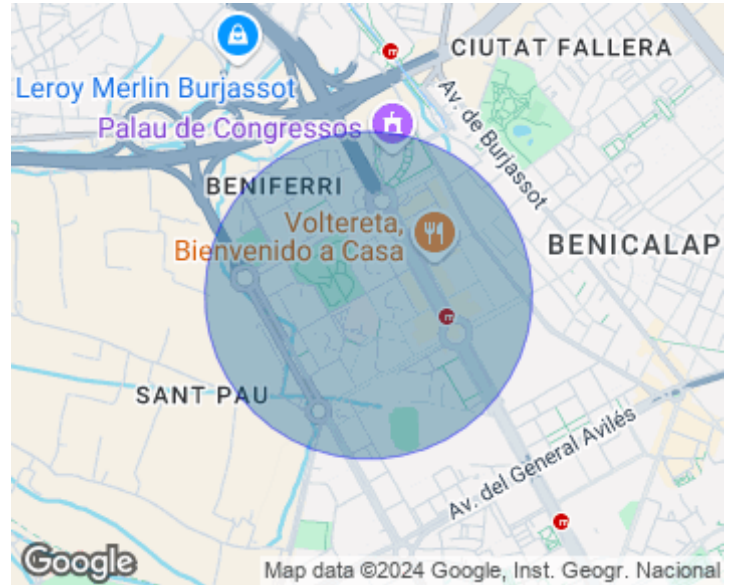 CIUTAT FALLERA
Leroy Merlin Burjassot
Av. de Burjassot
Palau de Congressos
BENIFERRI
Voltereta,
Bienvenido a Casa
BENICALAP
SANT PAU
Av. del General Avilés
Google
Map data ©2024 Google, Inst. Geogr. Nacional